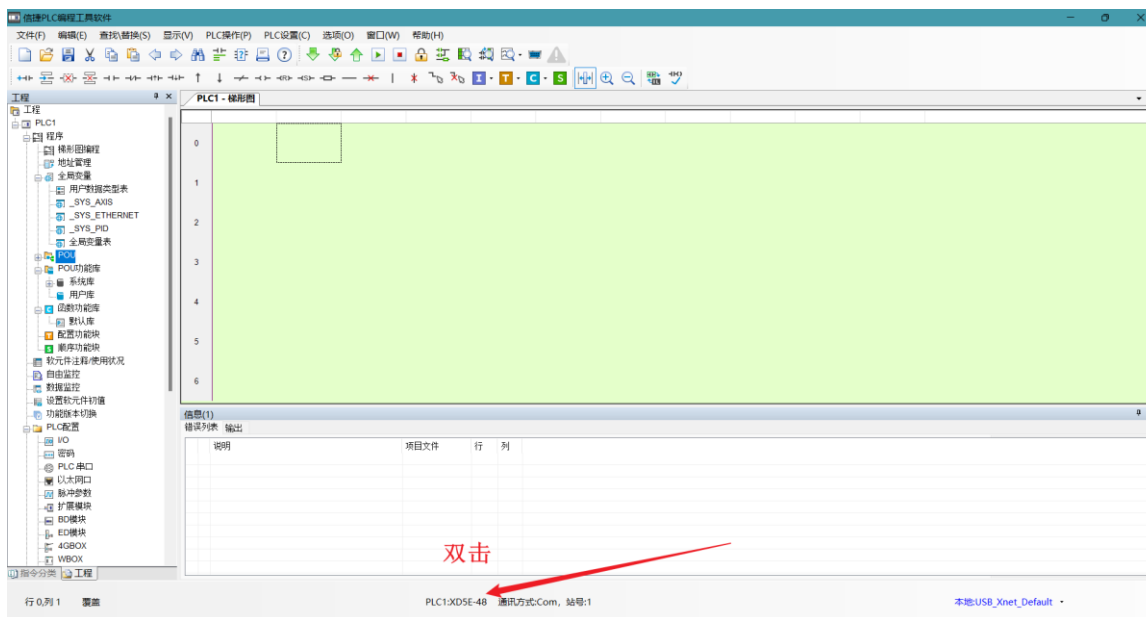 信捷PLC编程工具软件
文件(F) 编辑(E) 查找\替换(S) 显示(V) PLC操作(P) PLC设置(C) 选项(O) 窗口(W) 帮助(H)
工程
PLC1 - 梯形图
工程
PLC1
程序
梯形图编程
地址管理
全局变量
用户数据类型表
_SYS_AXIS
_SYS_ETHERNET
_SYS_PID
全局变量表
POU
POU功能库
系统库
用户库
函数功能库
默认库
配置功能块
顺序功能块
软元件注释/使用状况
自由监控
数据监控
设置软元件初值
功能版本切换
PLC配置
I/O
密码
PLC 串口
以太网口
脉冲参数
扩展模块
BD模块
ED模块
4GBOX
WBOX
指令分类 工程
0
1
2
3
4
5
6
信息(1)
错误列表 输出
说明 项目文件 行 列
双击
行 0,列 1 覆盖 PLC1:XD5E-48 通讯方式:Com, 站号:1 本地:USB_Xnet_Default